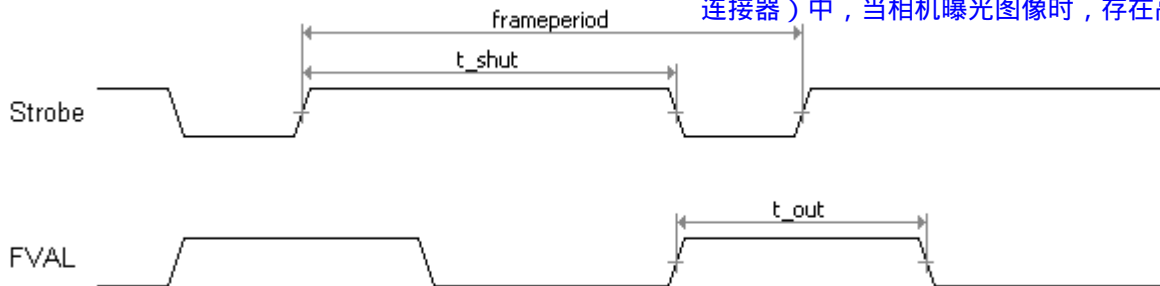 连接器）中，当相机曝光图像时，存在
frameperiod
t_shut
Strobe
t_out
FVAL